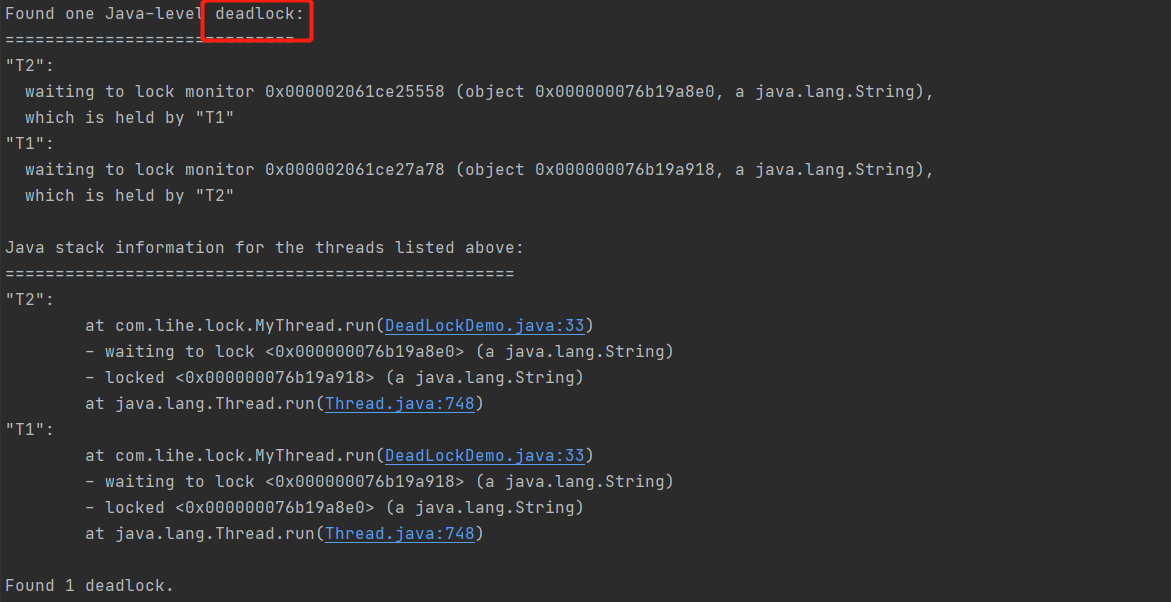 Found one Java-level deadlock:
=============================
"T2":
  waiting to lock monitor 0x000002061ce25558 (object 0x000000076b19a8e0, a java.lang.String),
  which is held by "T1"
"T1":
  waiting to lock monitor 0x000002061ce27a78 (object 0x000000076b19a918, a java.lang.String),
  which is held by "T2"

Java stack information for the threads listed above:
===================================================
"T2":
        at com.lihe.lock.MyThread.run(DeadLockDemo.java:33)
        - waiting to lock <0x000000076b19a8e0> (a java.lang.String)
        - locked <0x000000076b19a918> (a java.lang.String)
        at java.lang.Thread.run(Thread.java:748)
"T1":
        at com.lihe.lock.MyThread.run(DeadLockDemo.java:33)
        - waiting to lock <0x000000076b19a918> (a java.lang.String)
        - locked <0x000000076b19a8e0> (a java.lang.String)
        at java.lang.Thread.run(Thread.java:748)

Found 1 deadlock.